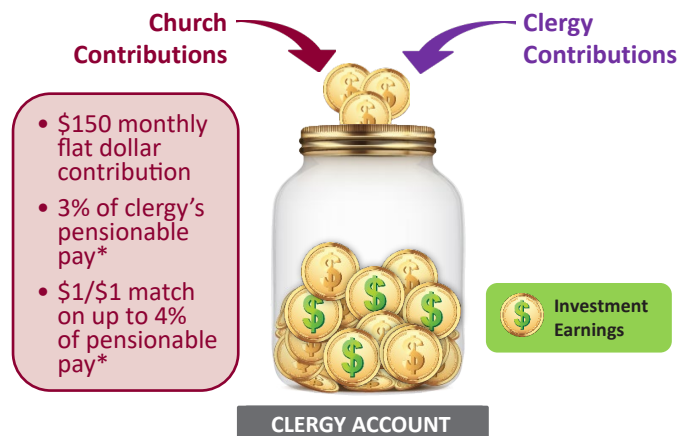 Church
Contributions
Clergy
Contributions
• $150 monthly
flat dollar
contribution
• 3% of clergy's
pensionable
pay*
• $1/$1 match
on up to 4%
of pensionable
pay*
$ Investment
Earnings
CLERGY ACCOUNT